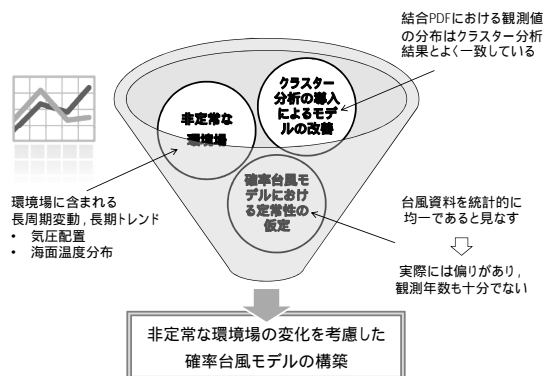 結合PDFにおける観測値
の分布はクラスター分析
結果とよく一致している
クラスター
分析の導入
によるモデ
ルの改善
非定常な
環境場
確率台風モ
デルにおけ
る定常性の
仮定
環境場に含まれる
長周期変動,長期トレンド
• 気圧配置
• 海面温度分布
台風資料を統計的に
均一であると見なす
実際には偏りがあり,
観測年数も十分でない
非定常な環境場の変化を考慮した
確率台風モデルの構築